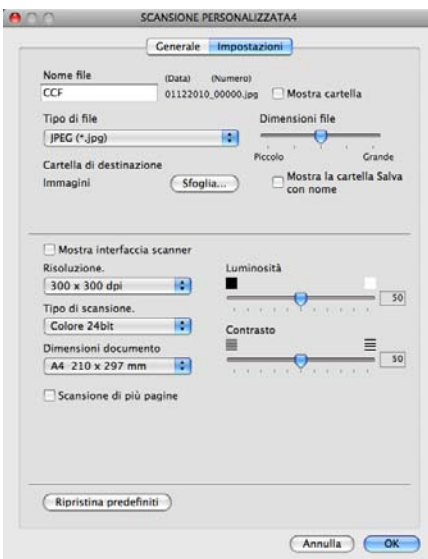 SCANSIONE PERSONALIZZATA4
Generale Impostazioni
Nome file (Data) (Numero)
CCF 01122010_00000.jpg Mostra cartella
Tipo di file Dimensioni file
JPEG (*.jpg)
Piccolo Grande
Cartella di destinazione
Immagini Sfoglia... Mostra la cartella Salva
con nome
Mostra interfaccia scanner
Risoluzione. Luminosità
300 x 300 dpi
50
Tipo di scansione.
Colore 24bit
Contrasto
Dimensioni documento
A4 210 x 297 mm 50
Scansione di più pagine
Ripristina predefiniti
Annulla OK